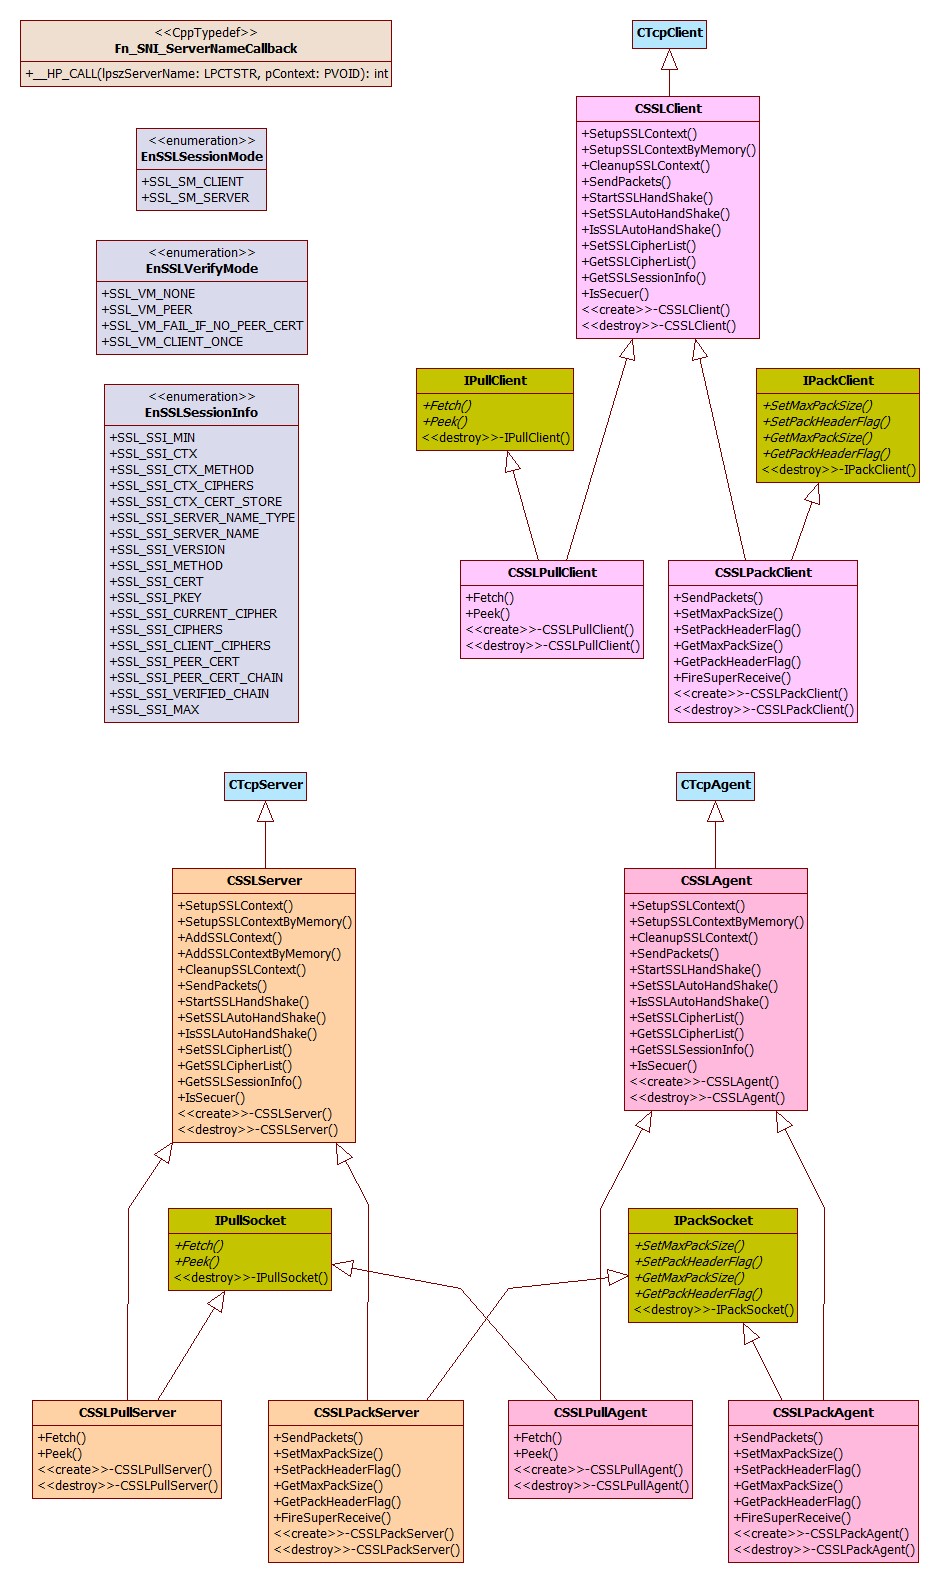 <<CppTypedef>>
Fn_SNI_ServerNameCallback
+__HP_CALL(lpszServerName: LPCTSTR, pContext: PVOID): int
<<enumeration>>
EnSSLSessionMode
+SSL_SM_CLIENT
+SSL_SM_SERVER
<<enumeration>>
EnSSLVerifyMode
+SSL_VM_NONE
+SSL_VM_PEER
+SSL_VM_FAIL_IF_NO_PEER_CERT
+SSL_VM_CLIENT_ONCE
<<enumeration>>
EnSSLSessionInfo
+SSL_SSI_MIN
+SSL_SSI_CTX
+SSL_SSI_CTX_METHOD
+SSL_SSI_CTX_CIPHERS
+SSL_SSI_CTX_CERT_STORE
+SSL_SSI_SERVER_NAME_TYPE
+SSL_SSI_SERVER_NAME
+SSL_SSI_VERSION
+SSL_SSI_METHOD
+SSL_SSI_CERT
+SSL_SSI_PKEY
+SSL_SSI_CURRENT_CIPHER
+SSL_SSI_CIPHERS
+SSL_SSI_CLIENT_CIPHERS
+SSL_SSI_PEER_CERT
+SSL_SSI_PEER_CERT_CHAIN
+SSL_SSI_VERIFIED_CHAIN
+SSL_SSI_MAX
CTcpClient
CSSLClient
+SetupSSLContext()
+SetupSSLContextByMemory()
+CleanupSSLContext()
+SendPackets()
+StartSSLHandShake()
+SetSSLAutoHandShake()
+IsSSLAutoHandShake()
+SetSSLCipherList()
+GetSSLCipherList()
+GetSSLSessionInfo()
+IsSecuer()
<<create>>-CSSLClient()
<<destroy>>-CSSLClient()
IPullClient
+Fetch()
+Peek()
<<destroy>>-IPullClient()
IPackClient
+SetMaxPackSize()
+SetPackHeaderFlag()
+GetMaxPackSize()
+GetPackHeaderFlag()
<<destroy>>-IPackClient()
CSSLPullClient
+Fetch()
+Peek()
<<create>>-CSSLPullClient()
<<destroy>>-CSSLPullClient()
CSSLPackClient
+SendPackets()
+SetMaxPackSize()
+SetPackHeaderFlag()
+GetMaxPackSize()
+GetPackHeaderFlag()
+FireSuperReceive()
<<create>>-CSSLPackClient()
<<destroy>>-CSSLPackClient()
CTcpServer
CSSLServer
+SetupSSLContext()
+SetupSSLContextByMemory()
+AddSSLContext()
+AddSSLContextByMemory()
+CleanupSSLContext()
+SendPackets()
+StartSSLHandShake()
+SetSSLAutoHandShake()
+IsSSLAutoHandShake()
+SetSSLCipherList()
+GetSSLCipherList()
+GetSSLSessionInfo()
+IsSecuer()
<<create>>-CSSLServer()
<<destroy>>-CSSLServer()
CTcpAgent
CSSLAgent
+SetupSSLContext()
+SetupSSLContextByMemory()
+CleanupSSLContext()
+SendPackets()
+StartSSLHandShake()
+SetSSLAutoHandShake()
+IsSSLAutoHandShake()
+SetSSLCipherList()
+GetSSLCipherList()
+GetSSLSessionInfo()
+IsSecuer()
<<create>>-CSSLAgent()
<<destroy>>-CSSLAgent()
IPullSocket
+Fetch()
+Peek()
<<destroy>>-IPullSocket()
IPackSocket
+SetMaxPackSize()
+SetPackHeaderFlag()
+GetMaxPackSize()
+GetPackHeaderFlag()
<<destroy>>-IPackSocket()
CSSLPullServer
+Fetch()
+Peek()
<<create>>-CSSLPullServer()
<<destroy>>-CSSLPullServer()
CSSLPackServer
+SendPackets()
+SetMaxPackSize()
+SetPackHeaderFlag()
+GetMaxPackSize()
+GetPackHeaderFlag()
+FireSuperReceive()
<<create>>-CSSLPackServer()
<<destroy>>-CSSLPackServer()
CSSLPullAgent
+Fetch()
+Peek()
<<create>>-CSSLPullAgent()
<<destroy>>-CSSLPullAgent()
CSSLPackAgent
+SendPackets()
+SetMaxPackSize()
+SetPackHeaderFlag()
+GetMaxPackSize()
+GetPackHeaderFlag()
+FireSuperReceive()
<<create>>-CSSLPackAgent()
<<destroy>>-CSSLPackAgent()